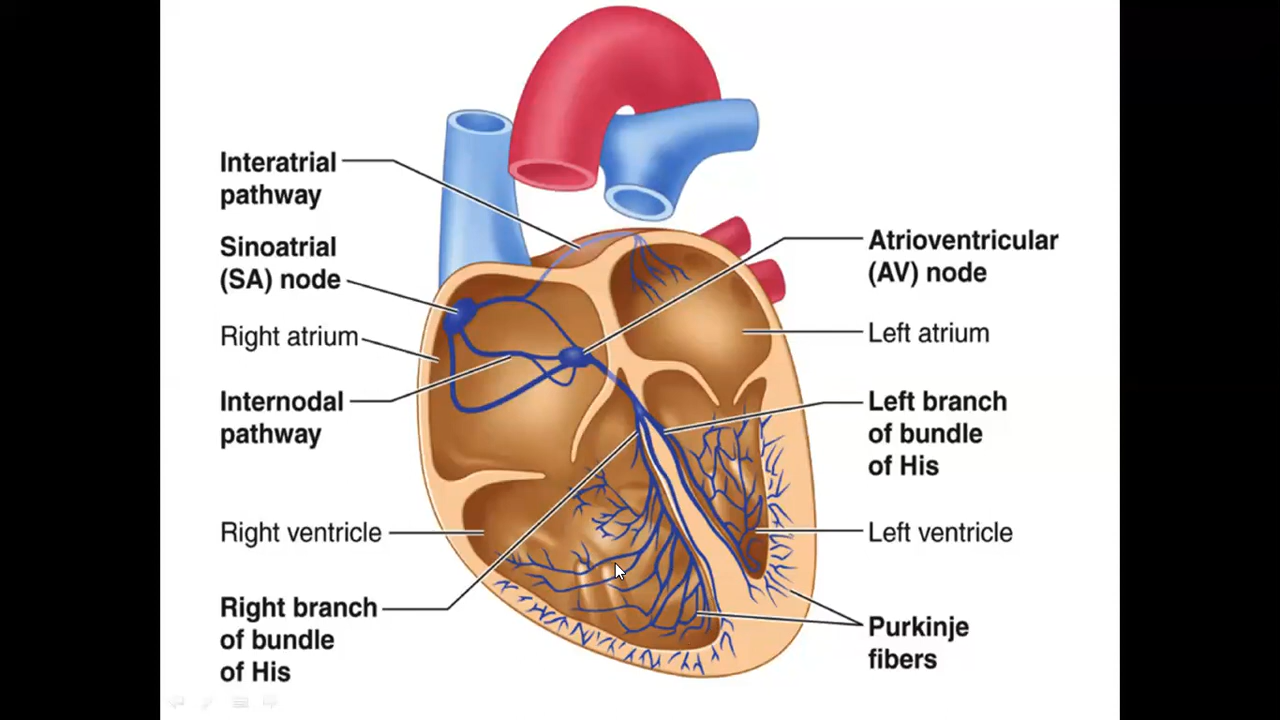 Interatrial
pathway
Sinoatrial
(SA) node
Right atrium
Internodal
pathway
Right ventricle
Right branch
of bundle
of His
Atrioventricular
(AV) node
Left atrium
Left branch
of bundle
of His
Left ventricle
Purkinje
fibers